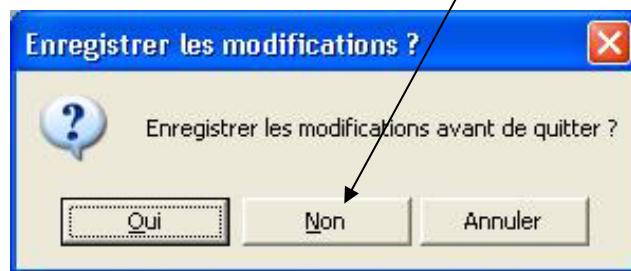 Enregistrer les modifications ?
Enregistrer les modifications avant de quitter ?
Oui Non Annuler